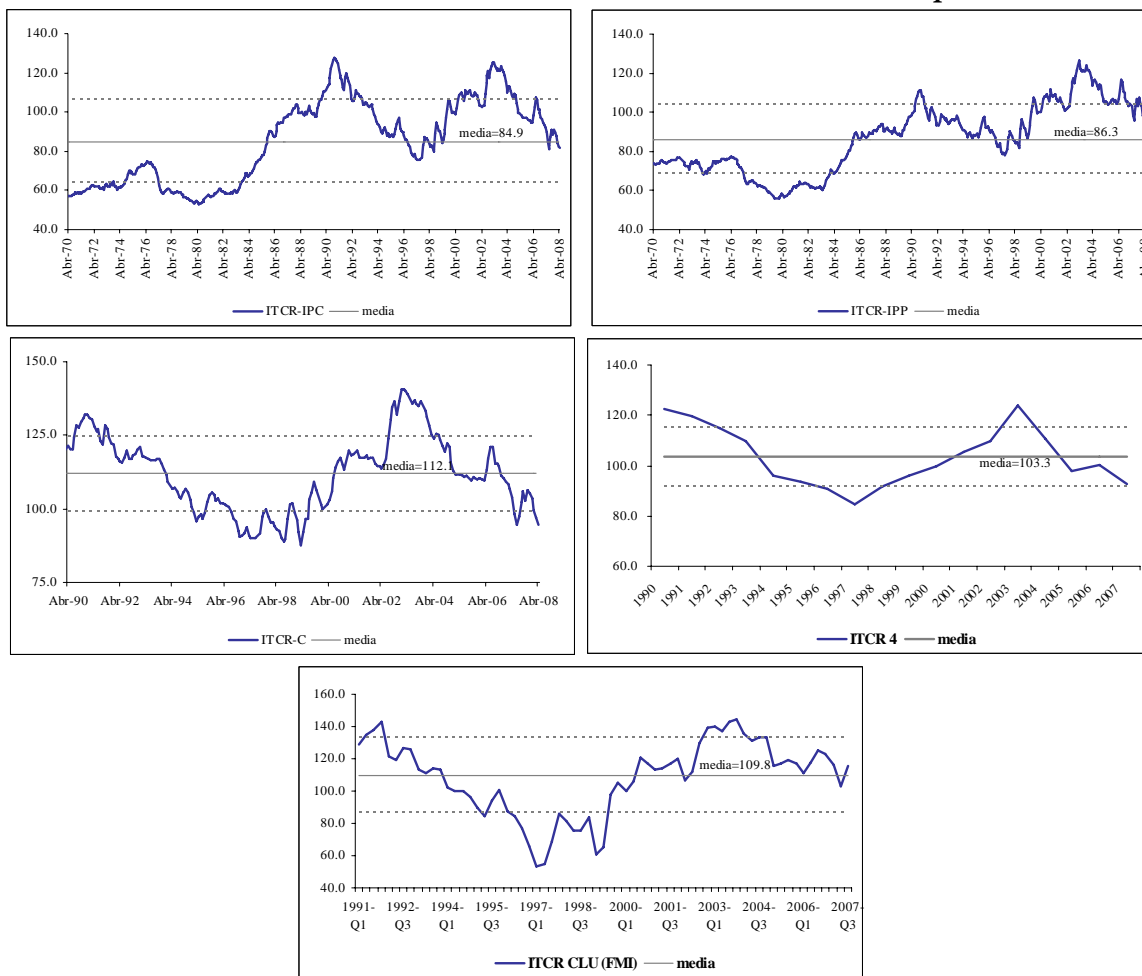 140.0
120.0
100.0
80.0
60.0
40.0
media=84.9
Abr-70
Abr-72
Abr-74
Abr-76
Abr-78
Abr-80
Abr-82
Abr-84
Abr-86
Abr-88
Abr-90
Abr-92
Abr-94
Abr-96
Abr-98
Abr-00
Abr-02
Abr-04
Abr-06
Abr-08
ITCR-IPC media
140.0
120.0
100.0
80.0
60.0
40.0
media=86.3
Abr-70
Abr-72
Abr-74
Abr-76
Abr-78
Abr-80
Abr-82
Abr-84
Abr-86
Abr-88
Abr-90
Abr-92
Abr-94
Abr-96
Abr-98
Abr-00
Abr-02
Abr-04
Abr-06
ITCR-IPP media
150.0
125.0
100.0
75.0
media=112.1
Abr-90 Abr-92 Abr-94 Abr-96 Abr-98 Abr-00 Abr-02 Abr-04 Abr-06 Abr-08
ITCR-C media
140.0
120.0
100.0
80.0
60.0
media=103.3
1990
1991
1992
1993
1994
1995
1996
1997
1998
1999
2000
2001
2002
2003
2004
2005
2006
2007
ITCR 4 media
160.0
140.0
120.0
100.0
80.0
60.0
40.0
media=109.8
1991- 1992- 1994- 1995- 1997- 1998- 2000- 2001- 2003- 2004- 2006- 2007-
Q1 Q3 Q1 Q3 Q1 Q3 Q1 Q3 Q1 Q3 Q1 Q3
ITCR CLU (FMI) media